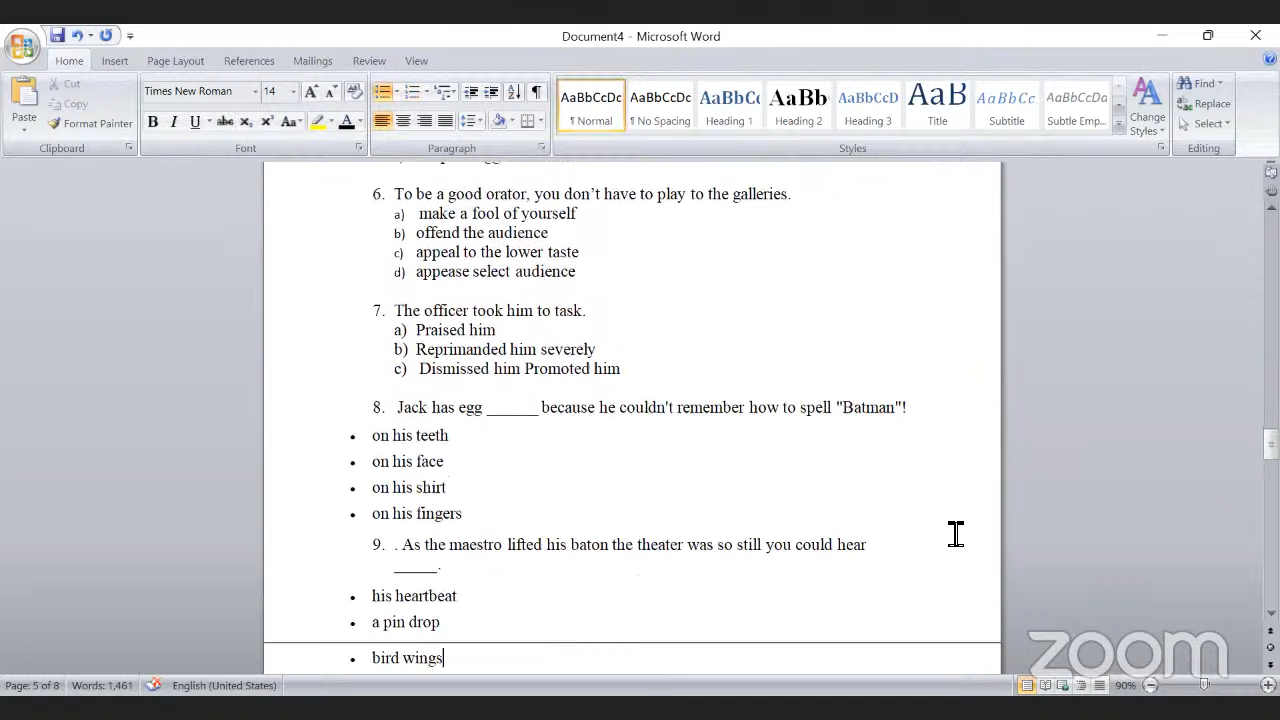 Document4 - Microsoft Word
Home Insert Page Layout References Mailings Review View
Cut
Copy
Format Painter
Paste
Clipboard
Times New Roman 14
Font
Paragraph
AaBbCcDc AaBbCcDc AaBbC AaBb AaBbCcD AaB AaBbCc. AaBbCcDa
¶ Normal ¶ No Spacing Heading 1 Heading 2 Heading 3 Title Subtitle Subtle Emp...
Styles
Change Styles
Find
Replace
Select
Editing
6. To be a good orator, you don’t have to play to the galleries.
a) make a fool of yourself
b) offend the audience
c) appeal to the lower taste
d) appease select audience
7. The officer took him to task.
a) Praised him
b) Reprimanded him severely
c) Dismissed him Promoted him
8. Jack has egg ______ because he couldn't remember how to spell "Batman"!
• on his teeth
• on his face
• on his shirt
• on his fingers
9. . As the maestro lifted his baton the theater was so still you could hear
_____.
• his heartbeat
• a pin drop
• bird wings
zoom
Page: 5 of 8 Words: 1,461 English (United States) 90%